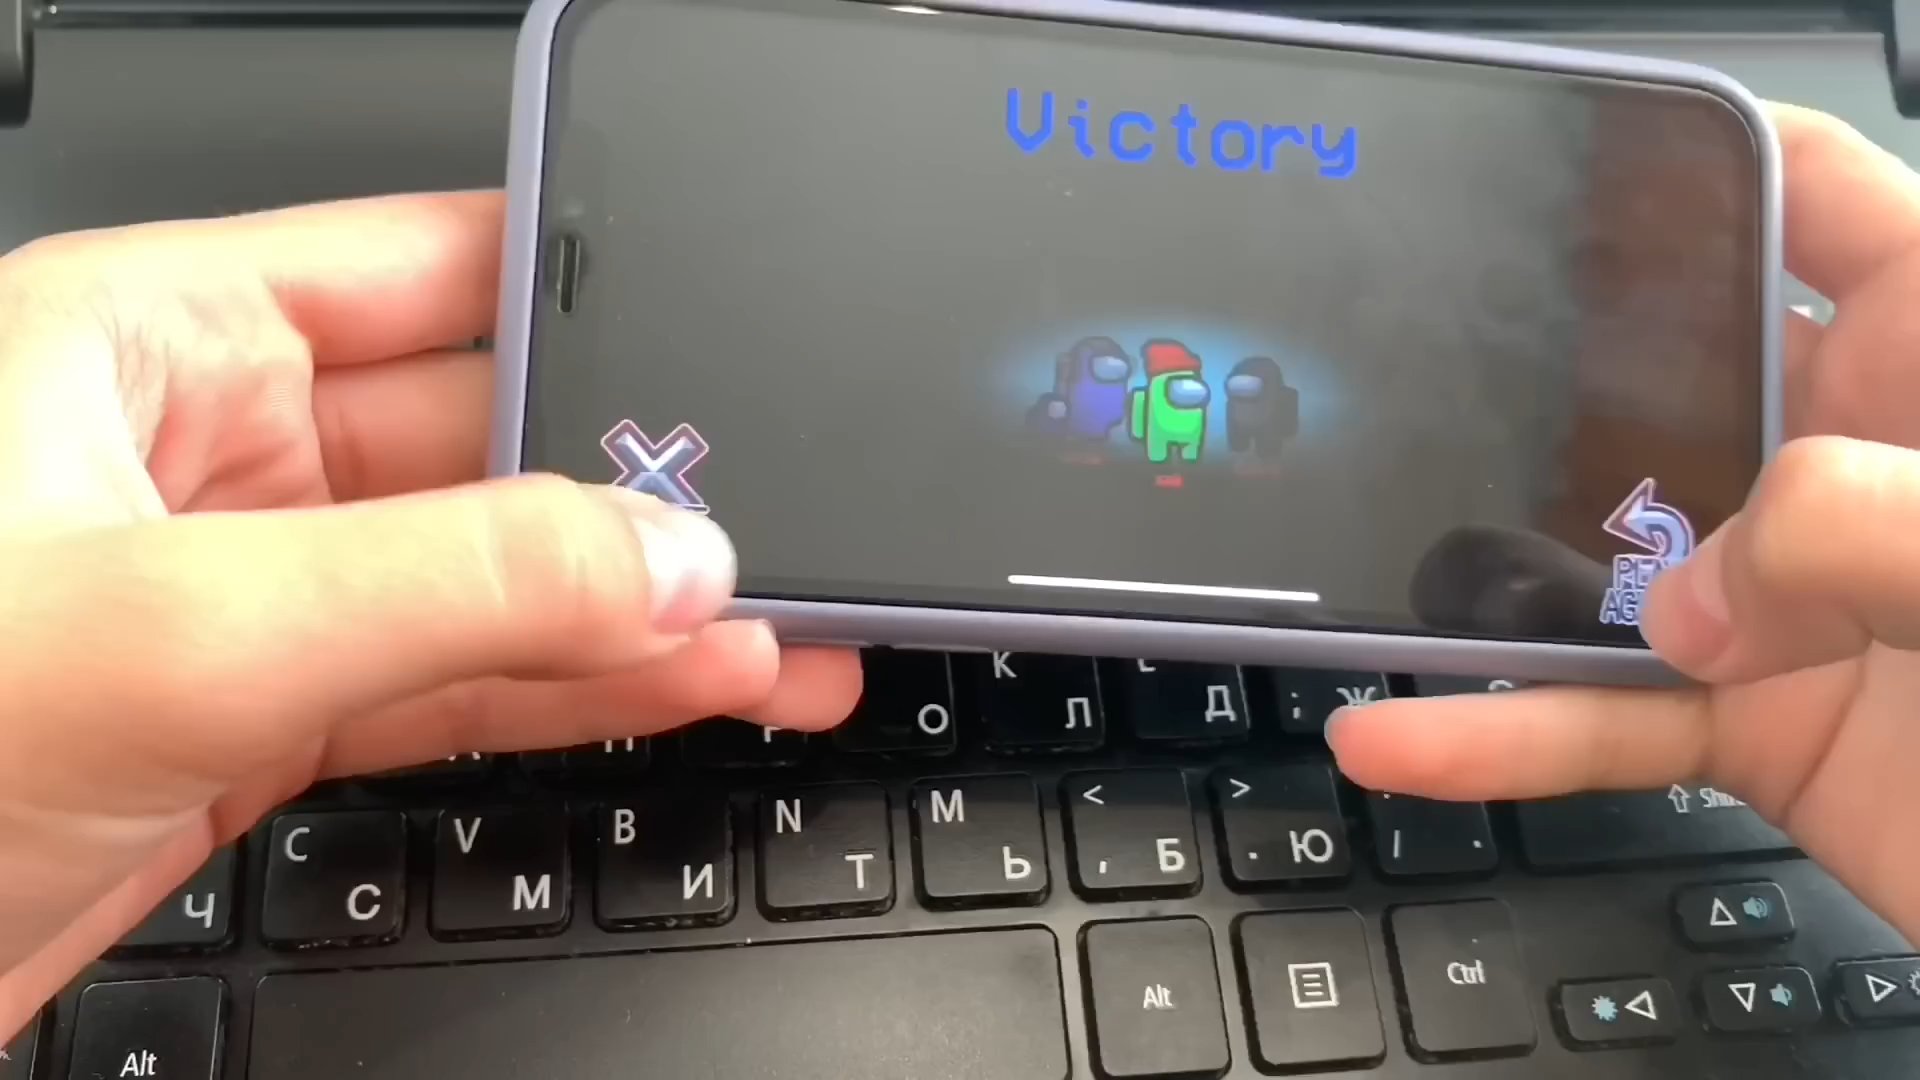 Victory
К
О Л Д ; Ж
C V B N M < >
Ч С М И Т Ь , Б . Ю / .
Alt Alt Ctrl